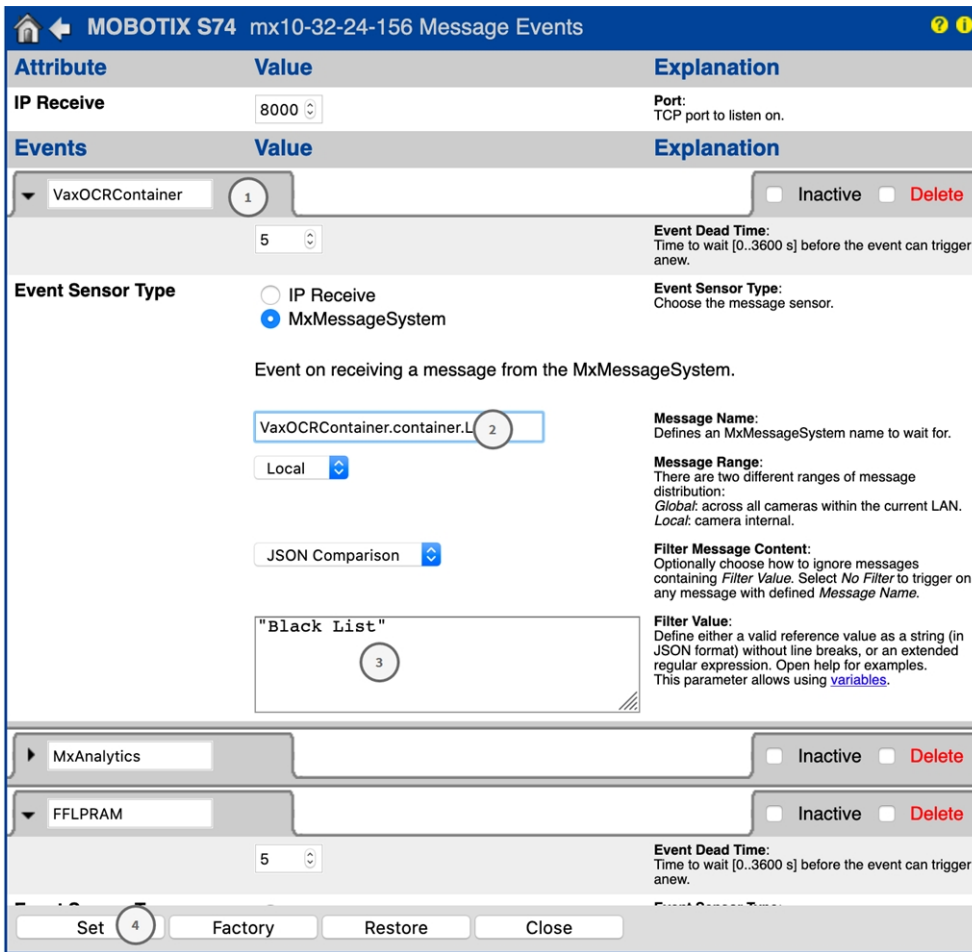 MOBOTIX S74 mx10-32-24-156 Message Events ? i
Attribute Value Explanation
IP Receive 8000 Port:
TCP port to listen on.
Events Value Explanation
VaxOCRContainer 1 Inactive Delete
5 Event Dead Time:
Time to wait [0..3600 s] before the event can trigger
anew.
Event Sensor Type IP Receive Event Sensor Type:
MxMessageSystem Choose the message sensor.
Event on receiving a message from the MxMessageSystem.
VaxOCRContainer.container.L 2 Message Name:
Defines an MxMessageSystem name to wait for.
Local Message Range:
There are two different ranges of message
distribution:
Global: across all cameras within the current LAN.
Local: camera internal.
JSON Comparison Filter Message Content:
Optionally choose how to ignore messages
containing Filter Value. Select No Filter to trigger on
any message with defined Message Name.
"Black List" 3 Filter Value:
Define either a valid reference value as a string (in
JSON format) without line breaks, or an extended
regular expression. Open help for examples.
This parameter allows using variables.
MxAnalytics Inactive Delete
FFLPRAM Inactive Delete
5 Event Dead Time:
Time to wait [0..3600 s] before the event can trigger
anew.
Set 4 Factory Restore Close